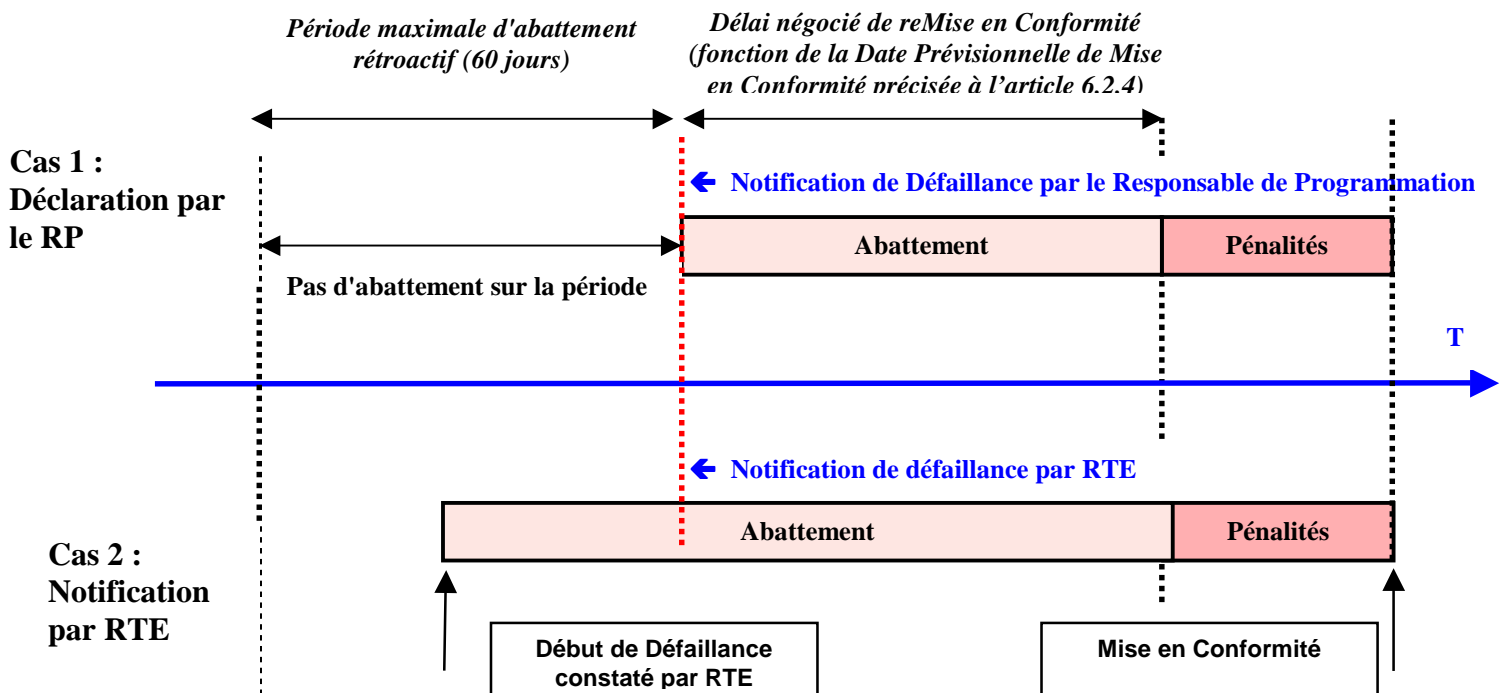 Période maximale d'abattement
rétroactif (60 jours)
Délai négocié de reMise en Conformité
(fonction de la Date Prévisionnelle de Mise
en Conformité précisée à l’article 6.2.4)
Cas 1 :
Déclaration par
le RP
Notification de Défaillance par le Responsable de Programmation
Abattement
Pénalités
Pas d'abattement sur la période
T
Notification de défaillance par RTE
Abattement
Pénalités
Cas 2 :
Notification
par RTE
Début de Défaillance
constaté par RTE
Mise en Conformité